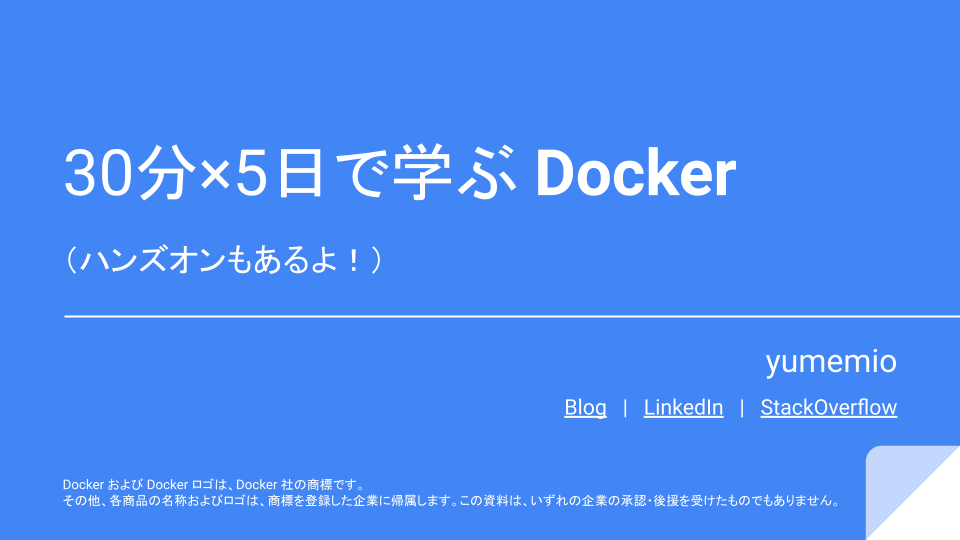 30分×5日で学ぶ Docker
（ハンズオンもあるよ！）
yumemio
Blog | LinkedIn | StackOverflow
Docker および Docker ロゴは、Docker 社の商標です。
その他、各商品の名称およびロゴは、商標を登録した企業に帰属します。この資料は、いずれの企業の承認・後援を受けたものでもありません。